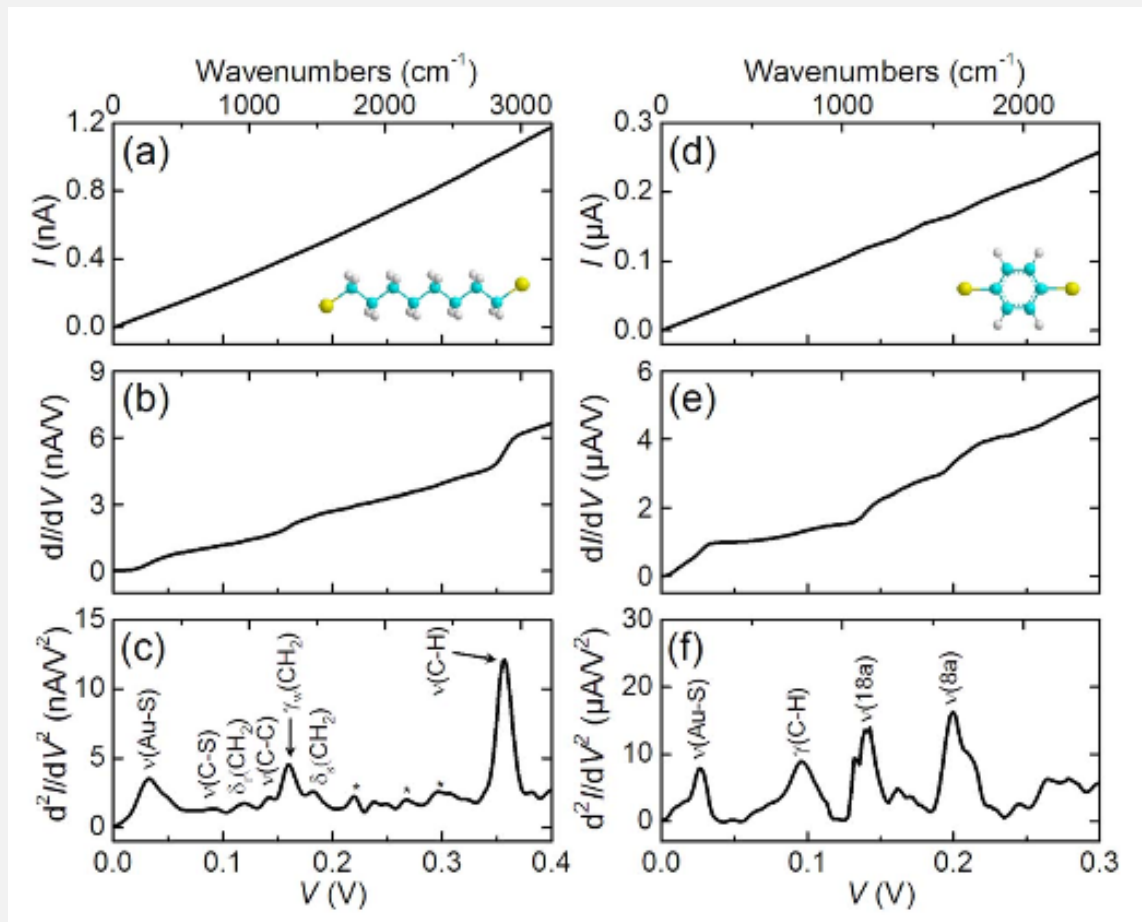 Wavenumbers (cm⁻¹)
0 1000 2000 3000
(a)
I (nA)
1.2
0.8
0.4
0.0
(b)
dI/dV (nA/V)
9
6
3
0
(c)
d²I/dV² (nA/V²)
15
10
5
0
ν(Au-S)
ν(C-S)
δᵣ(CH₂)
ν(C-C)
γw(CH₂)
δₛ(CH₂)
*
*
*
ν(C-H)
0.0 0.1 0.2 0.3 0.4
V (V)
Wavenumbers (cm⁻¹)
0 1000 2000
(d)
I (μA)
0.3
0.2
0.1
0.0
(e)
dI/dV (μA/V)
6
4
2
0
(f)
d²I/dV² (μA/V²)
30
20
10
0
ν(Au-S)
γ(C-H)
ν(18a)
ν(8a)
0.0 0.1 0.2 0.3
V (V)